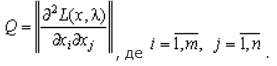 Q = ‖∂²L(x,λ) / ∂xᵢ∂xⱼ‖, де i = 1,m, j = 1,n.